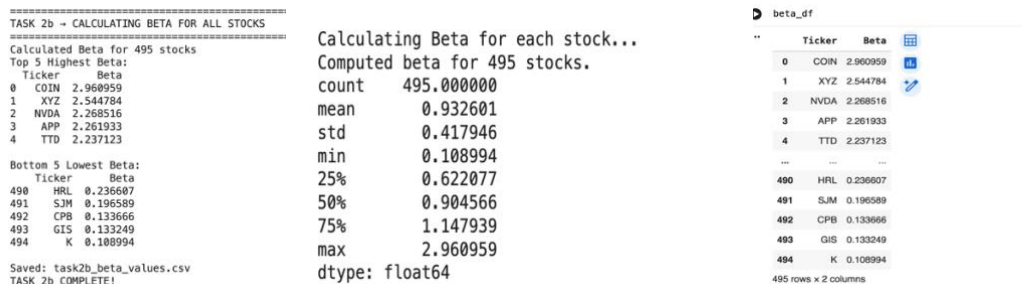 ================================
TASK 2b → CALCULATING BETA FOR ALL STOCKS
================================
Calculated Beta for 495 stocks
Top 5 Highest Beta:
Ticker Beta
0 COIN 2.960959
1 XYZ 2.544784
2 NVDA 2.268516
3 APP 2.261933
4 TTD 2.237123
Bottom 5 Lowest Beta:
Ticker Beta
490 HRL 0.236607
491 SJM 0.196589
492 CPB 0.133666
493 GIS 0.133249
494 K 0.108994
Saved: task2b_beta_values.csv
TASK 2b COMPLETE!
Calculating Beta for each stock...
Computed beta for 495 stocks.
count 495.000000
mean 0.932601
std 0.417946
min 0.108994
25% 0.622077
50% 0.904566
75% 1.147939
max 2.960959
dtype: float64
beta_df
Ticker Beta
0 COIN 2.960959
1 XYZ 2.544784
2 NVDA 2.268516
3 APP 2.261933
4 TTD 2.237123
... ... ...
490 HRL 0.236607
491 SJM 0.196589
492 CPB 0.133666
493 GIS 0.133249
494 K 0.108994
495 rows × 2 columns